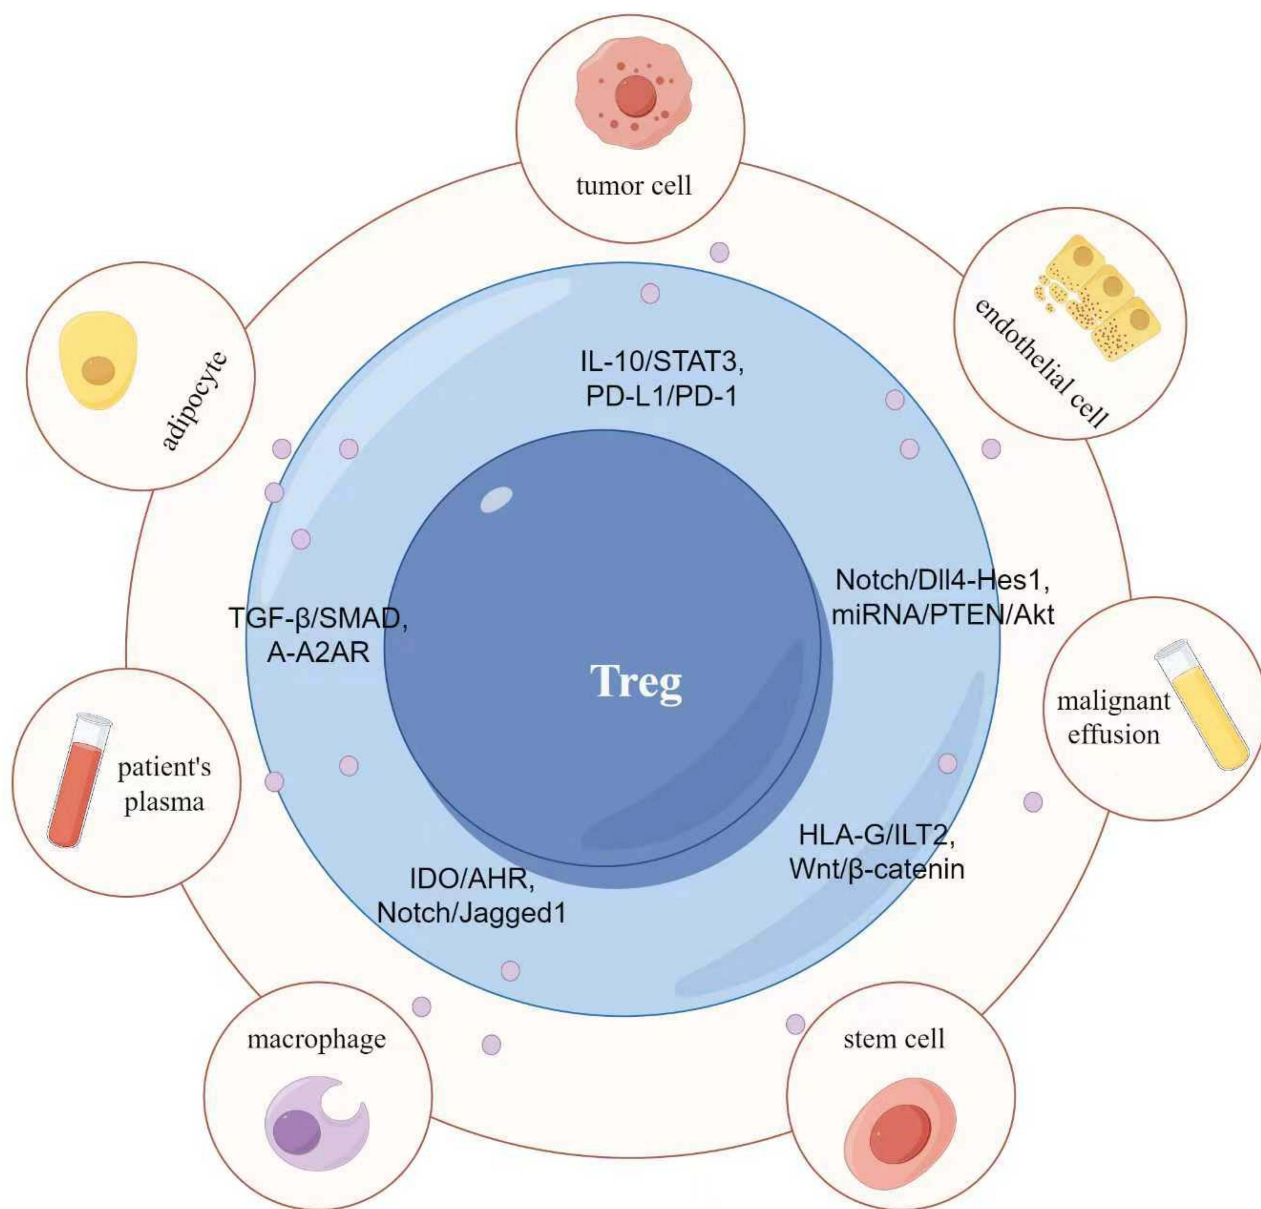 tumor cell
endothelial cell
adipocyte
IL-10/STAT3,
PD-L1/PD-1
Notch/Dll4-Hes1,
miRNA/PTEN/Akt
TGF-β/SMAD,
A-A2AR
Treg
malignant
effusion
patient's
plasma
HLA-G/ILT2,
Wnt/β-catenin
IDO/AHR,
Notch/Jagged1
macrophage
stem cell